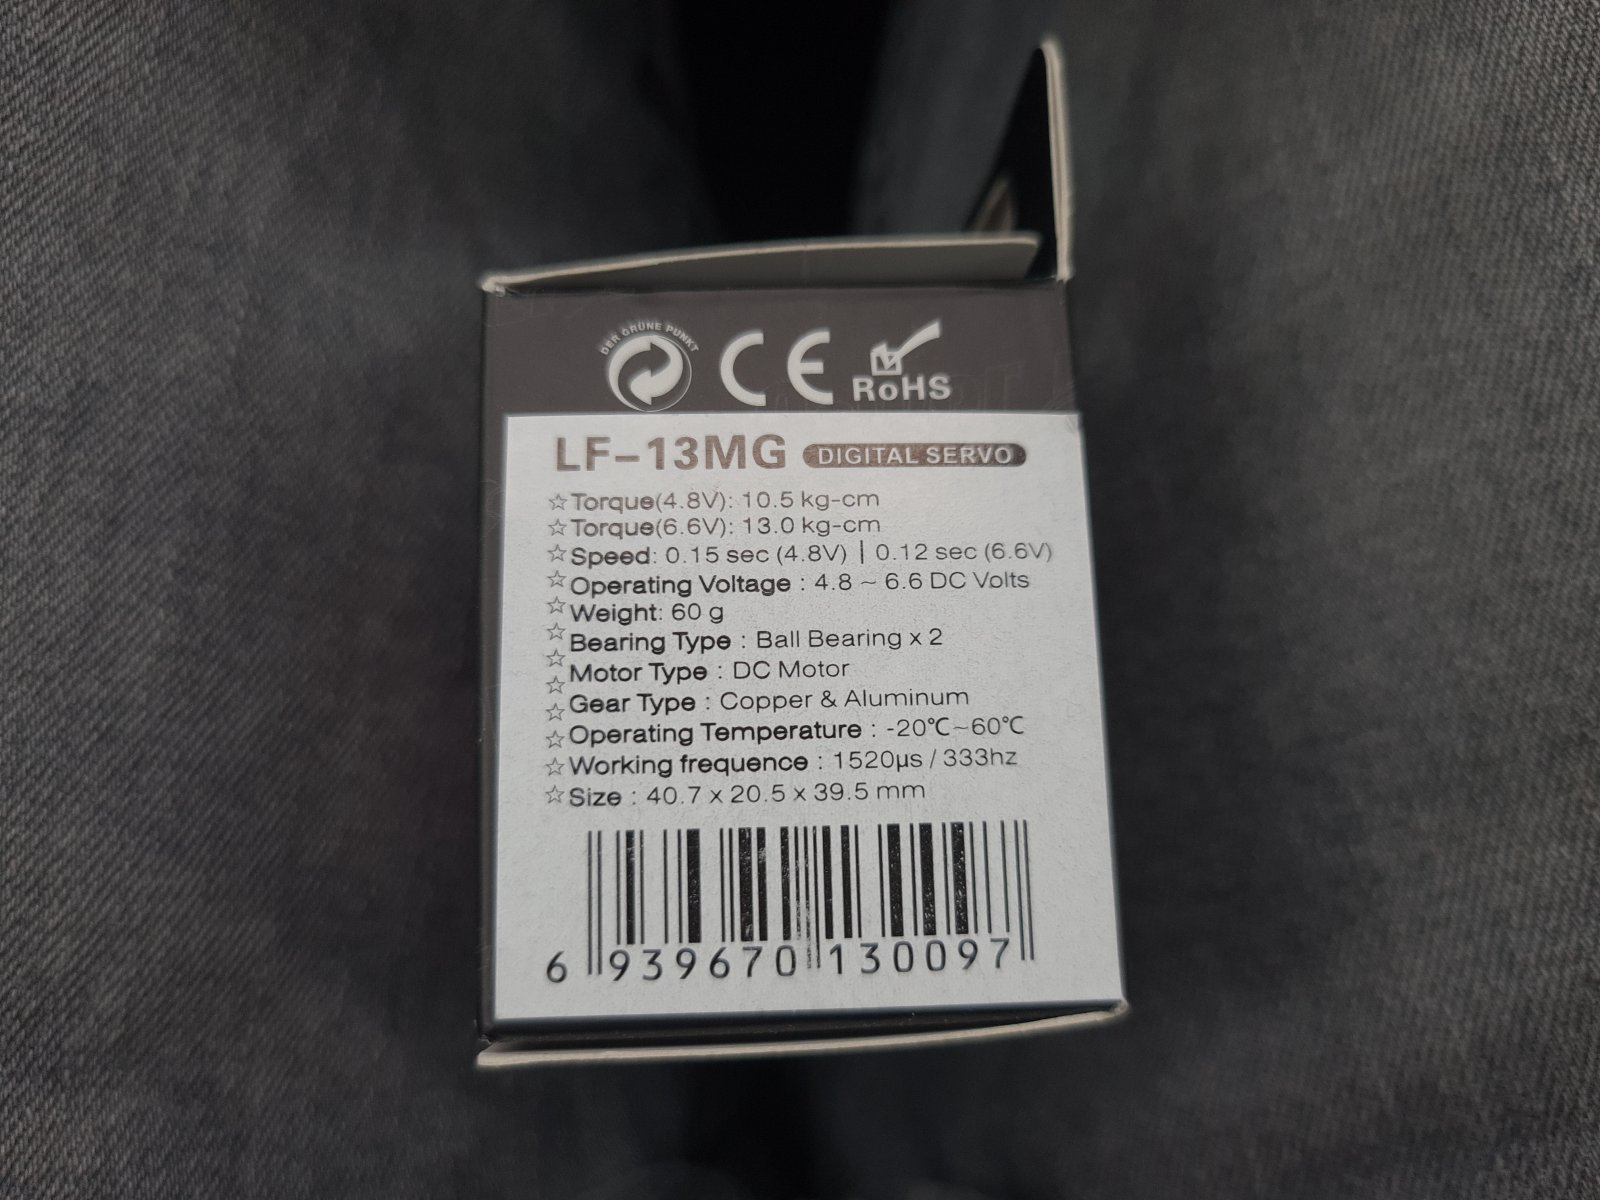 DER GRÜNE PUNKT
CE
RoHS
LF-13MG DIGITAL SERVO
☆Torque(4.8V): 10.5 kg-cm
☆Torque(6.6V): 13.0 kg-cm
☆Speed: 0.15 sec (4.8V) | 0.12 sec (6.6V)
☆Operating Voltage : 4.8 ~ 6.6 DC Volts
☆Weight: 60 g
☆Bearing Type : Ball Bearing x 2
☆Motor Type : DC Motor
☆Gear Type : Copper & Aluminum
☆Operating Temperature : -20℃~60℃
☆Working frequence : 1520μs / 333hz
☆Size : 40.7 x 20.5 x 39.5 mm
6 939670 130097